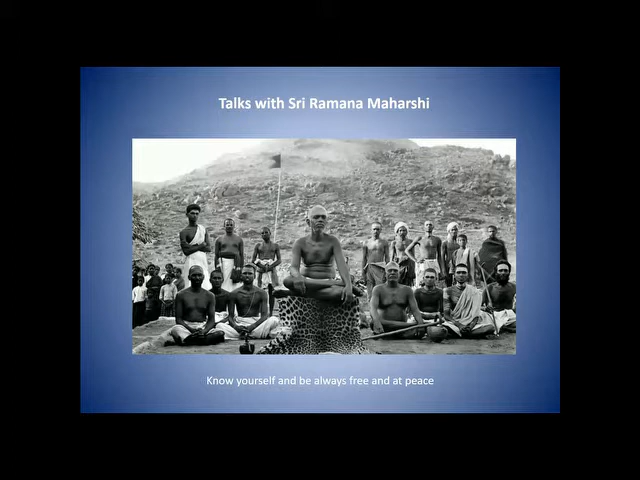 Talks with Sri Ramana Maharshi
Know yourself and be always free and at peace